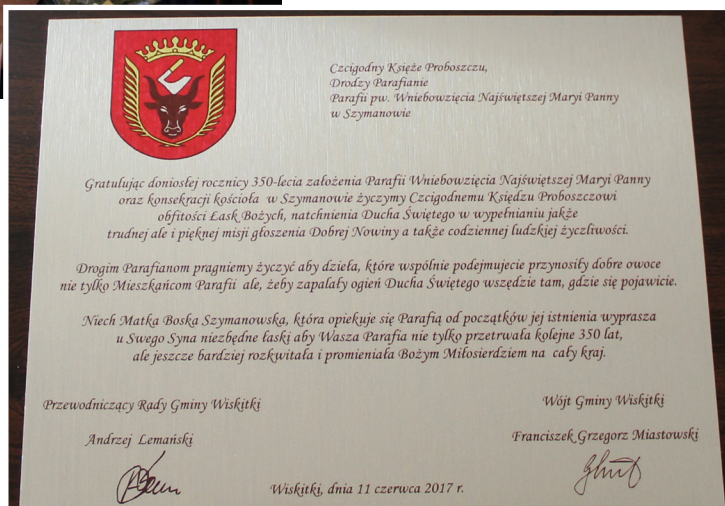 Czcigodny Księże Proboszczu,
Drodzy Parafianie
Parafii pw. Wniebowzięcia Najświętszej Maryi Panny
w Szymanowie
Gratulując doniosłej rocznicy 350-lecia założenia Parafii Wniebowzięcia Najświętszej Maryi Panny
oraz konsekracji kościoła w Szymanowie życzymy Czcigodnemu Księdzu Proboszczowi
obfitości Łask Bożych, natchnienia Ducha Świętego w wypełnianiu jakże
trudnej ale i pięknej misji głoszenia Dobrej Nowiny a także codziennej ludzkiej życzliwości.
Drogim Parafianom pragniemy życzyć aby dzieła, które wspólnie podejmujecie przynosiły dobre owoce
nie tylko Mieszkańcom Parafii ale, żeby zapalały ogień Ducha Świętego wszędzie tam, gdzie się pojawicie.
Niech Matka Boska Szymanowska, która opiekuje się Parafią od początków jej istnienia wyprasza
u Swego Syna niezbędne łaski aby Wasza Parafia nie tylko przetrwała kolejne 350 lat,
ale jeszcze bardziej rozkwitała i promieniała Bożym Miłosierdziem na cały kraj.
Przewodniczący Rady Gminy Wiskitki
Andrzej Lemański
Wójt Gminy Wiskitki
Franciszek Grzegorz Miastowski
Wiskitki, dnia 11 czerwca 2017 r.